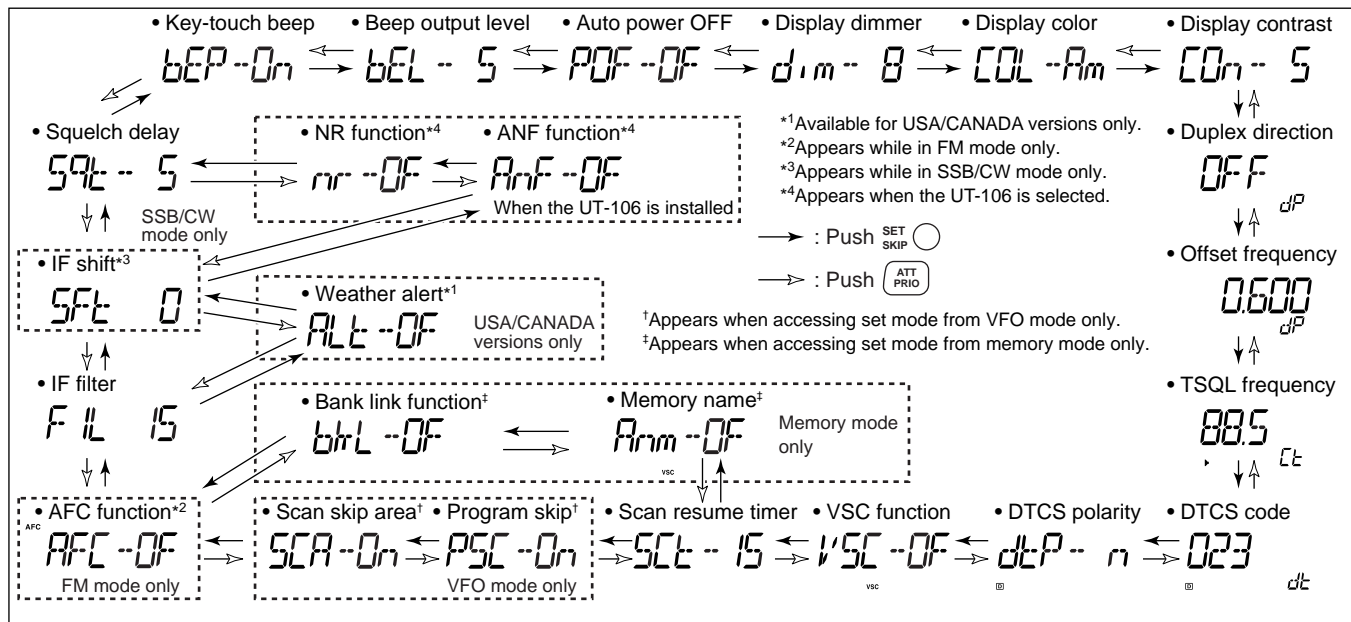 • Key-touch beep
bEP-On
• Beep output level
bEL- 5
• Auto power OFF
POF-OF
• Display dimmer
dim- 8
• Display color
COL-Am
• Display contrast
COn- 5
• Squelch delay
Sqt- 5
• NR function*4
nr-OF
• ANF function*4
AnF-OF
When the UT-106 is installed
*1Available for USA/CANADA versions only.
*2Appears while in FM mode only.
*3Appears while in SSB/CW mode only.
*4Appears when the UT-106 is selected.
• Duplex direction
OFF
dP
SSB/CW
mode only
: Push SET SKIP
: Push ATT PRIO
• IF shift*3
SFt 0
• Weather alert*1
ALt-OF
USA/CANADA
versions only
†Appears when accessing set mode from VFO mode only.
‡Appears when accessing set mode from memory mode only.
• Offset frequency
0.600
dP
• IF filter
FIL 15
• Bank link function‡
bkL-OF
• Memory name‡
Anm-OF
VSC
Memory mode
only
• TSQL frequency
88.5
Ct
• AFC function*2
AFC
AFC-OF
FM mode only
• Scan skip area†
SCA-On
• Program skip†
PSC-On
VFO mode only
• Scan resume timer
SCt-15
• VSC function
VSC-OF
VSC
• DTCS polarity
dtP- n
D
• DTCS code
023
D
dt